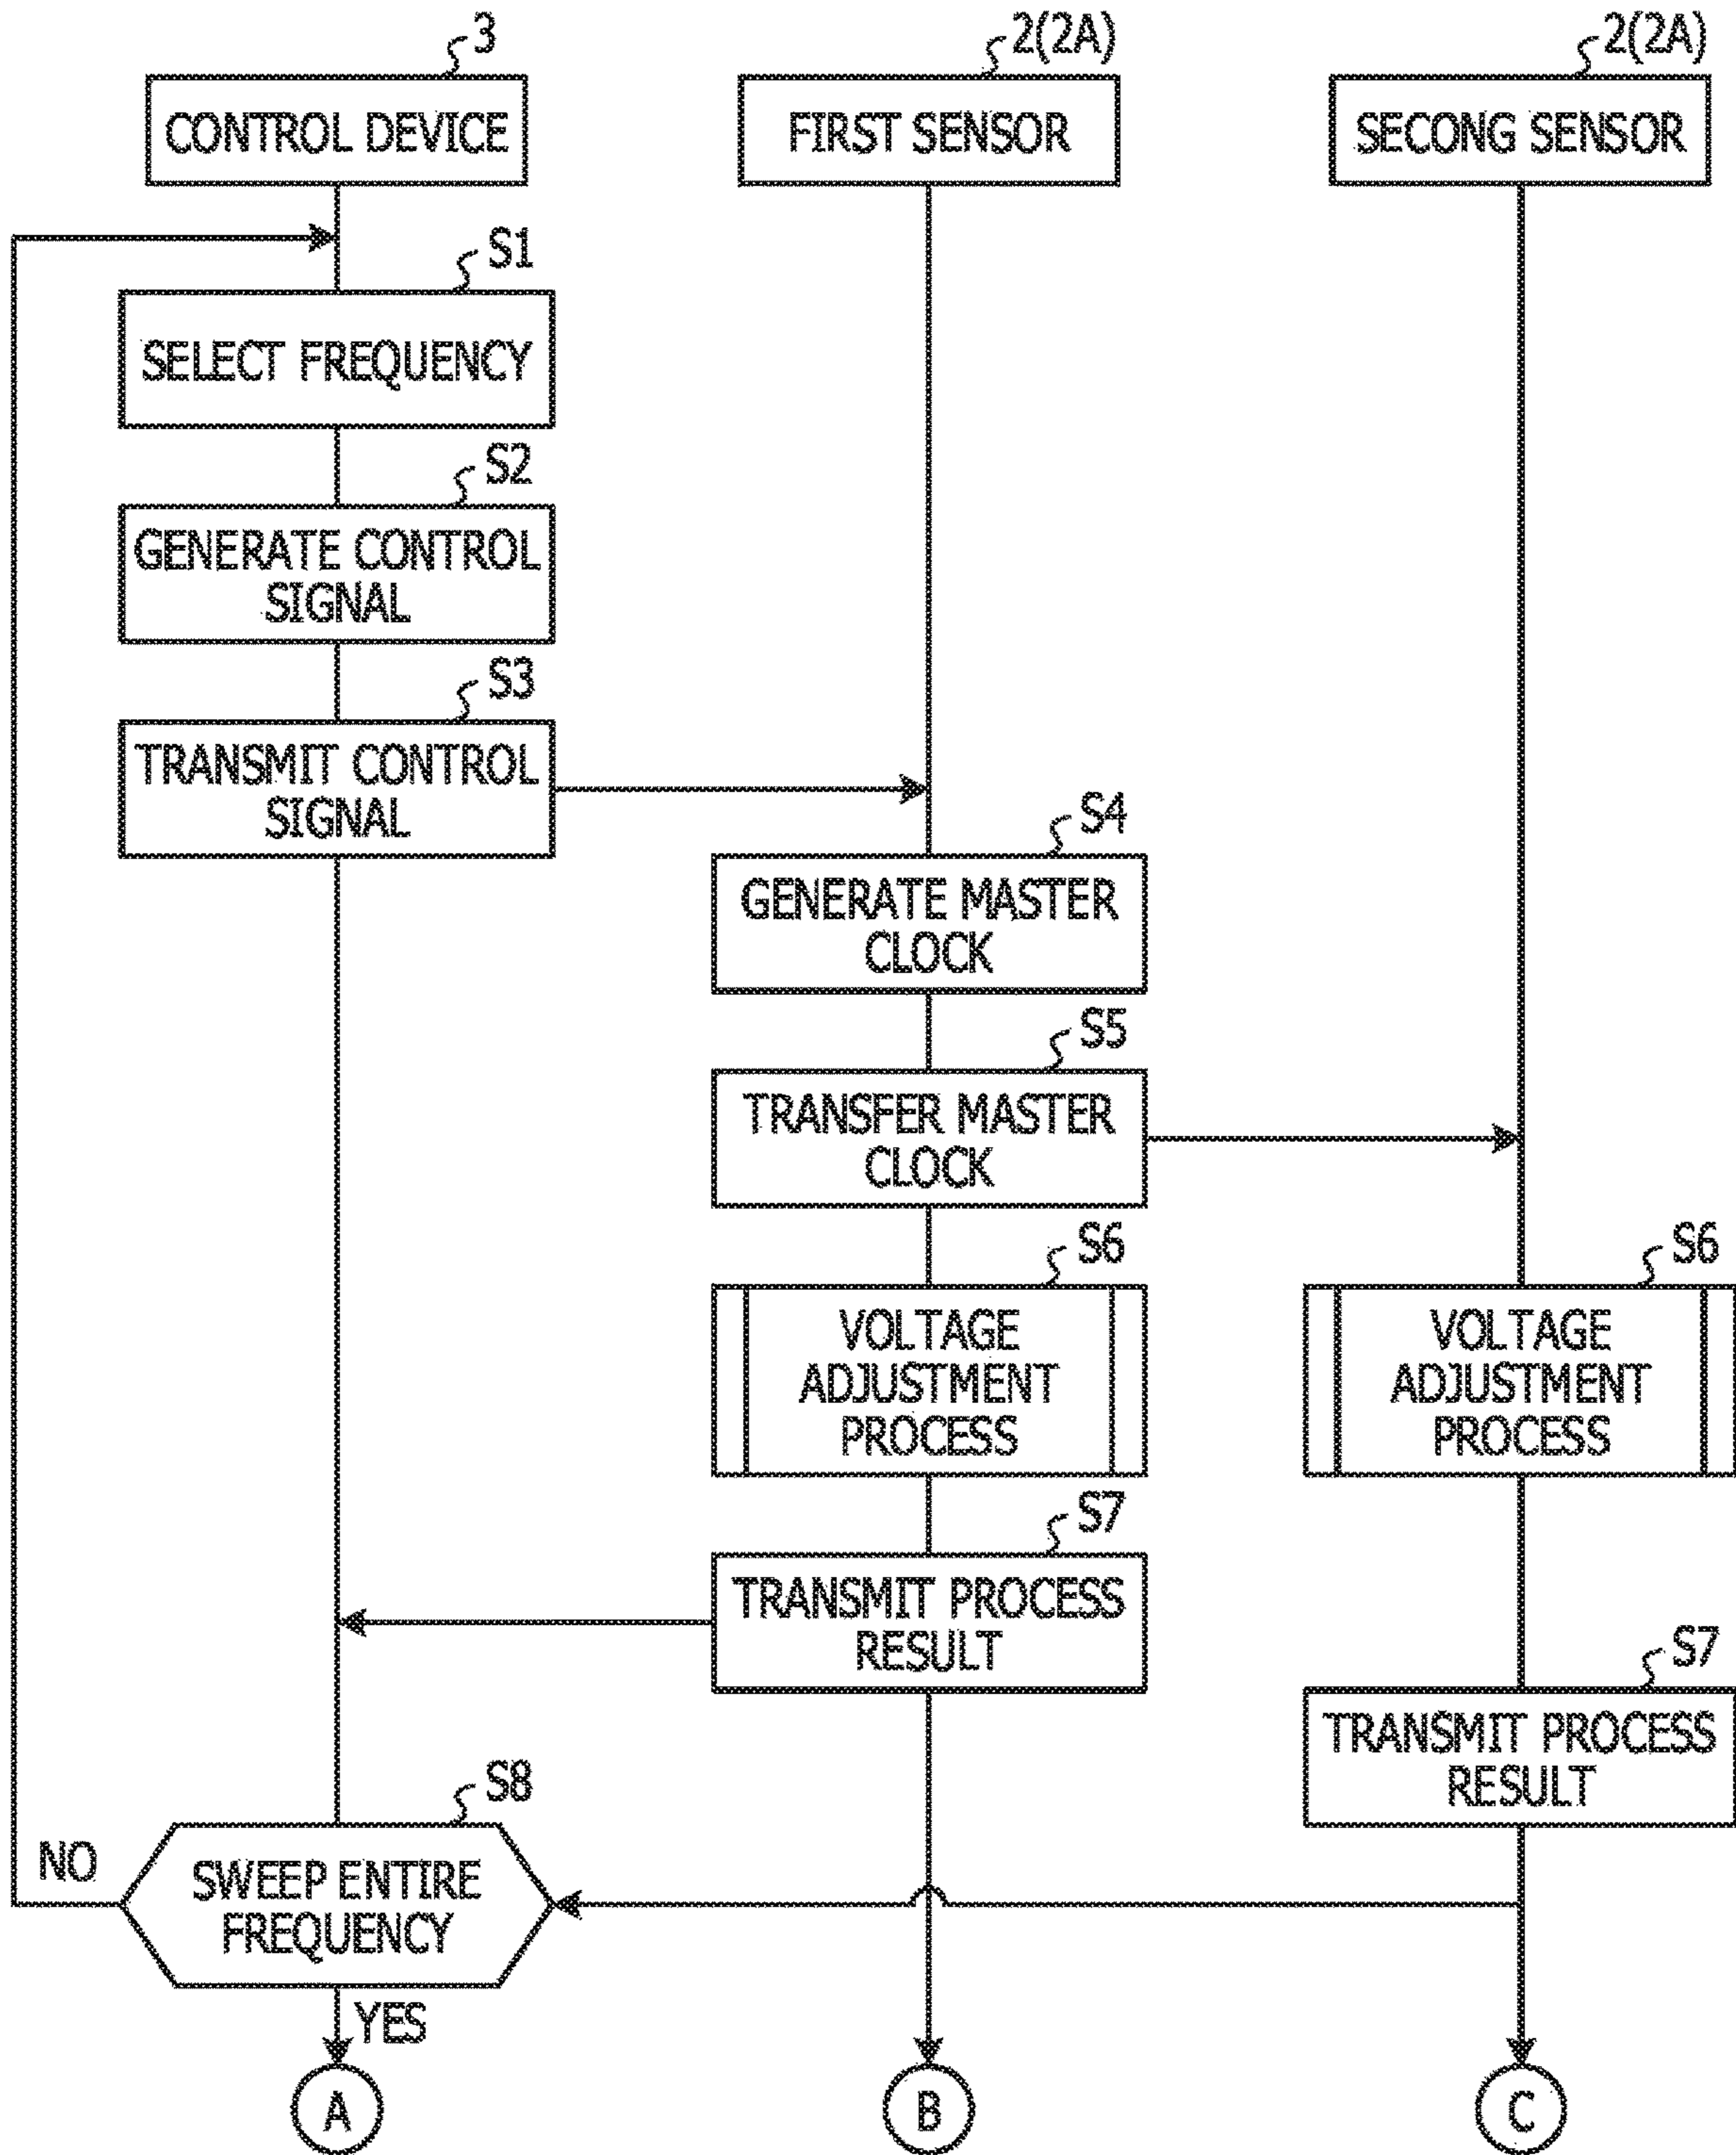 3
2(2A)
2(2A)
CONTROL DEVICE
FIRST SENSOR
SECONG SENSOR
S1
SELECT FREQUENCY
S2
GENERATE CONTROL
SIGNAL
S3
TRANSMIT CONTROL
SIGNAL
S4
GENERATE MASTER
CLOCK
S5
TRANSFER MASTER
CLOCK
S6
VOLTAGE
ADJUSTMENT
PROCESS
S6
VOLTAGE
ADJUSTMENT
PROCESS
S7
TRANSMIT PROCESS
RESULT
S7
TRANSMIT PROCESS
RESULT
S8
SWEEP ENTIRE
FREQUENCY
NO
YES
A
B
C